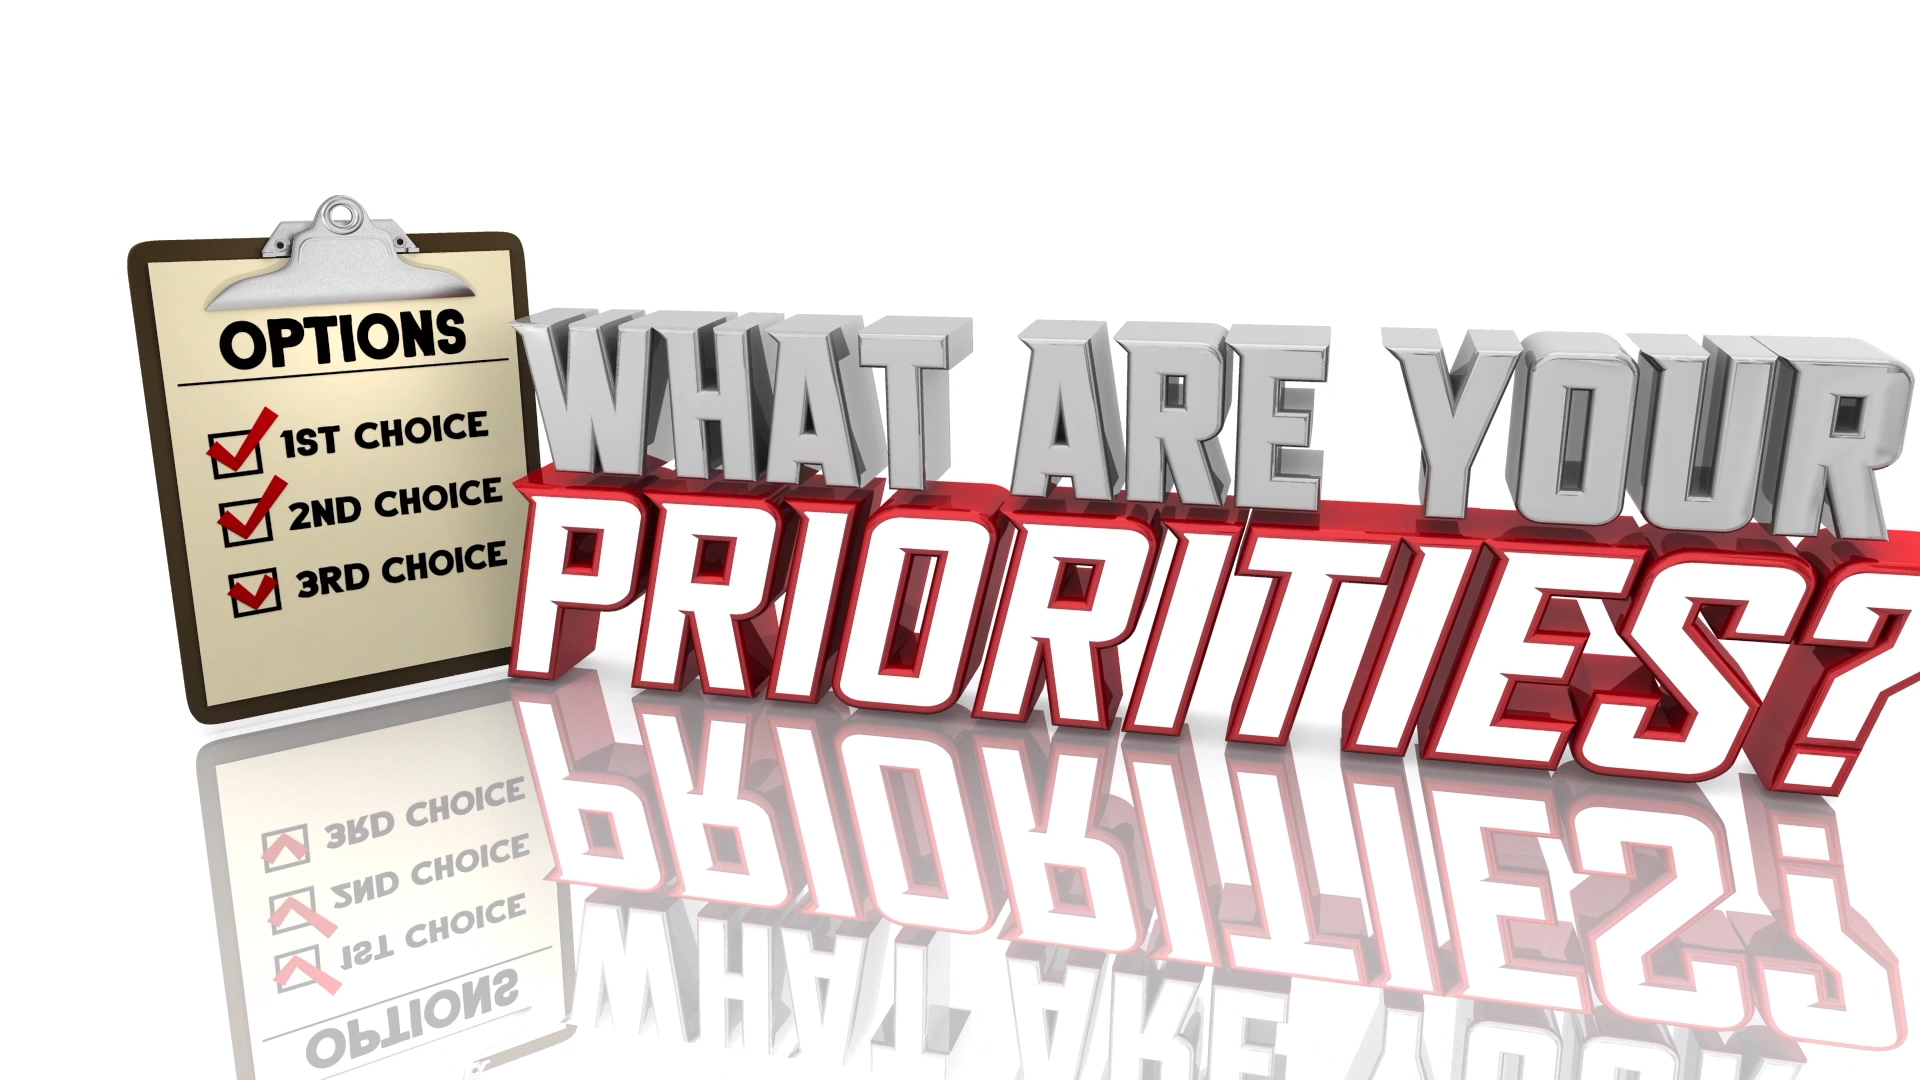 OPTIONS
1ST CHOICE
2ND CHOICE
3RD CHOICE
WHAT ARE YOUR
PRIORITIES?